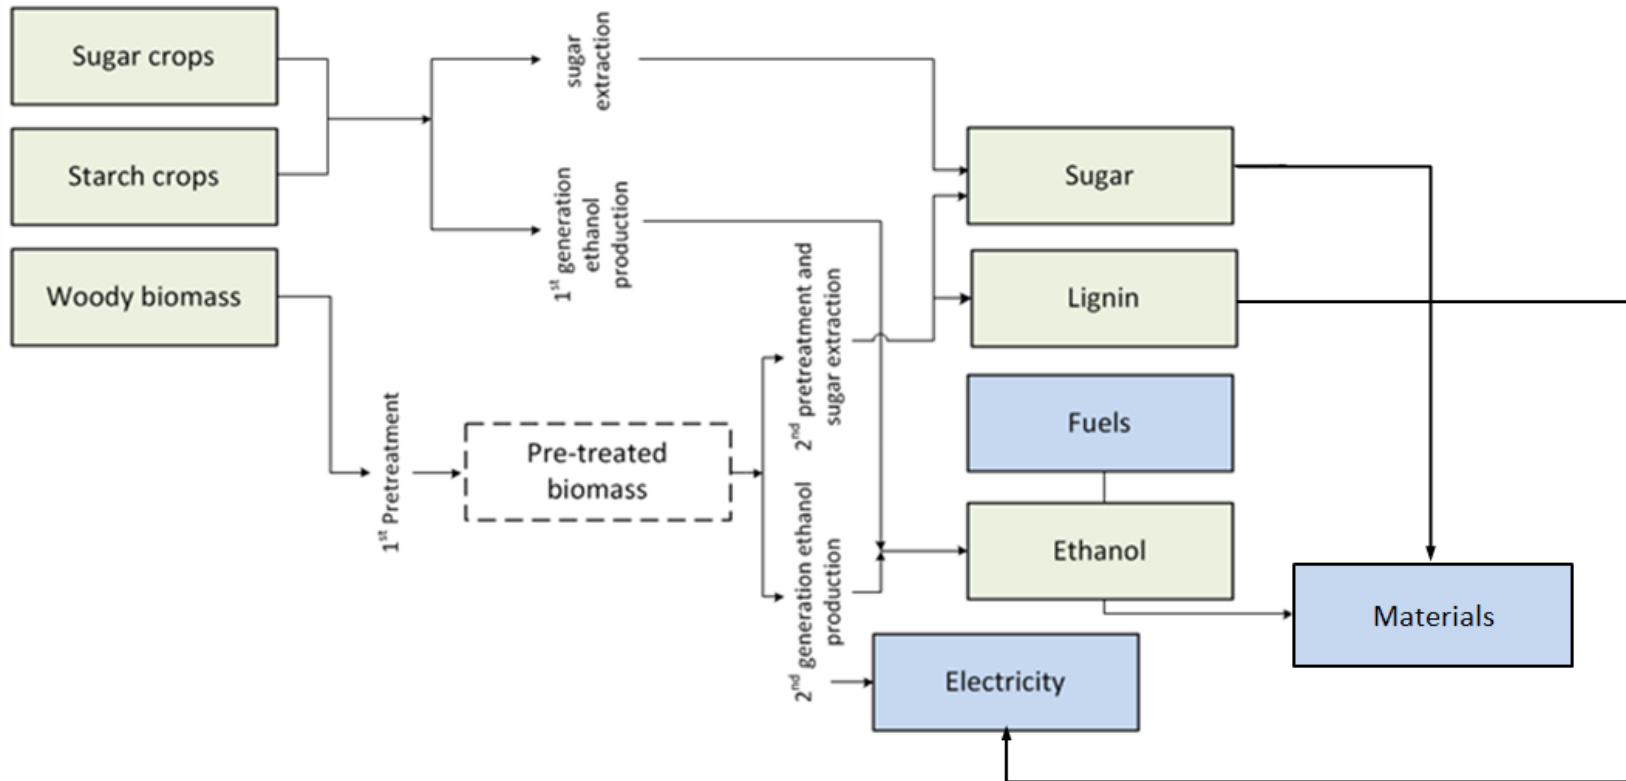 Sugar crops
Starch crops
Woody biomass
sugar
extraction
1st generation
ethanol
production
1st Pretreatment
Pre-treated
biomass
2nd pretreatment and
sugar extraction
2nd generation ethanol
production
Sugar
Lignin
Fuels
Ethanol
Electricity
Materials